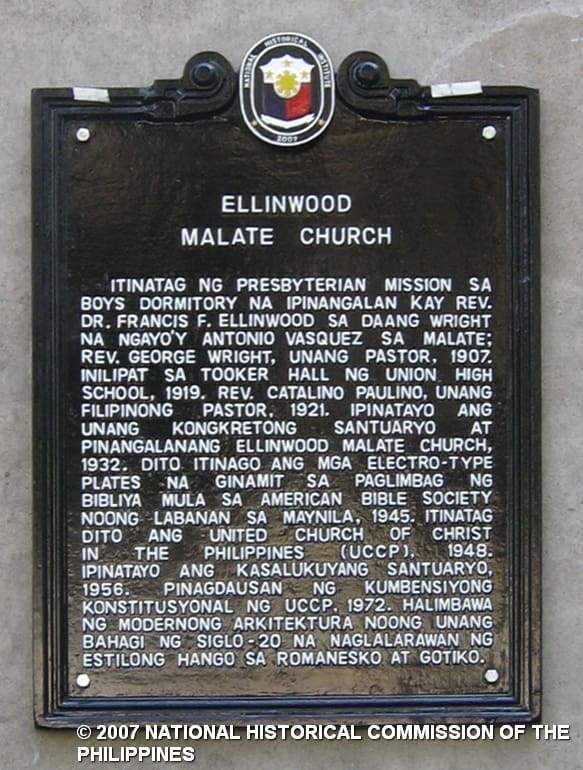 NATIONAL HISTORICAL INSTITUTE
2007
ELLINWOOD
MALATE CHURCH
ITINATAG NG PRESBYTERIAN MISSION SA
BOYS DORMITORY NA IPINANGALAN KAY REV.
DR. FRANCIS F. ELLINWOOD SA DAANG WRIGHT
NA NGAYO'Y ANTONIO VASQUEZ SA MALATE;
REV. GEORGE WRIGHT, UNANG PASTOR, 1907.
INILIPAT SA TOOKER HALL NG UNION HIGH
SCHOOL, 1919. REV. CATALINO PAULINO, UNANG
FILIPINONG PASTOR, 1921. IPINATAYO ANG
UNANG KONGKRETONG SANTUARYO AT
PINANGALANANG ELLINWOOD MALATE CHURCH,
1932. DITO ITINAGO ANG MGA ELECTRO-TYPE
PLATES NA GINAMIT SA PAGLIMBAG NG
BIBLIYA MULA SA AMERICAN BIBLE SOCIETY
NOONG LABANAN SA MAYNILA, 1945. ITINATAG
DITO ANG UNITED CHURCH OF CHRIST
IN THE PHILIPPINES (UCCP), 1948.
IPINATAYO ANG KASALUKUYANG SANTUARYO,
1956. PINAGDAUSAN NG KUMBENSIYONG
KONSTITUSYONAL NG UCCP, 1972. HALIMBAWA
NG MODERNONG ARKITEKTURA NOONG UNANG
BAHAGI NG SIGLO-20 NA NAGLALARAWAN NG
ESTILONG HANGO SA ROMANESKO AT GOTIKO.
© 2007 NATIONAL HISTORICAL COMMISSION OF THE
PHILIPPINES